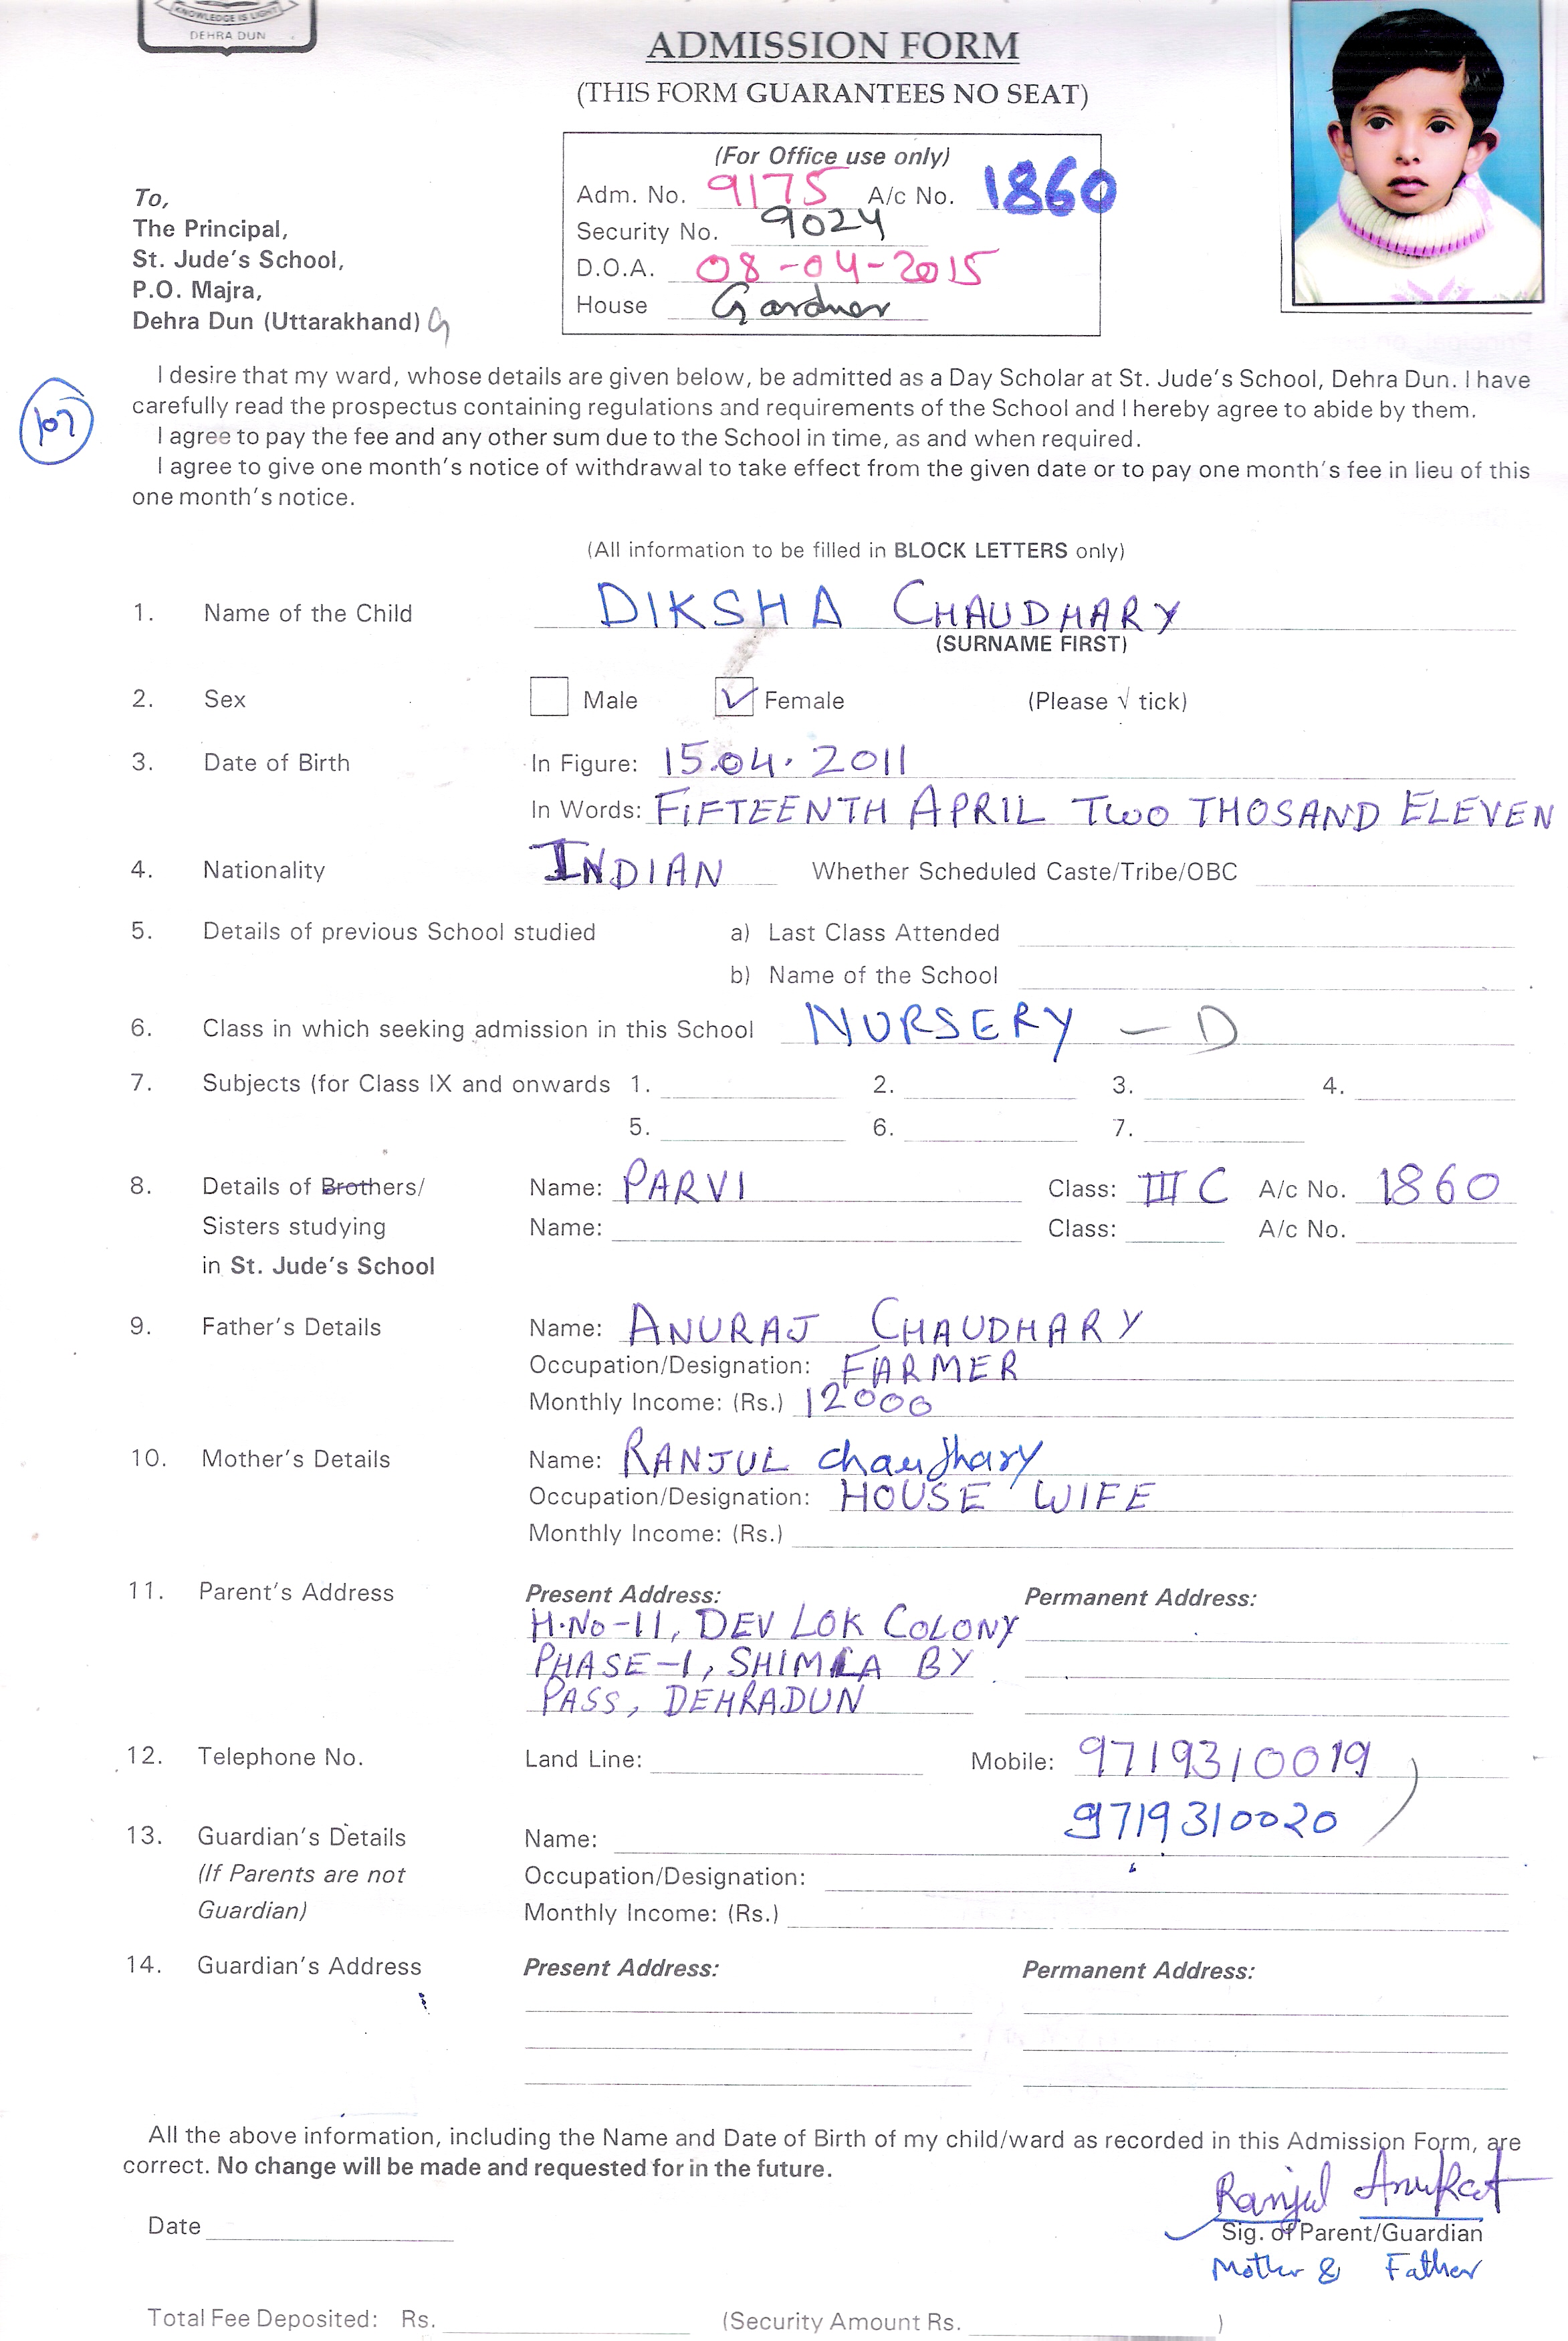 KNOWLEDGE IS LIGHT
DEHRA DUN
ADMISSION FORM
(THIS FORM GUARANTEES NO SEAT)
(For Office use only)
Adm. No. 9175 A/c No. 1860
Security No. 9024
D.O.A. 08-04-2015
House Gardner
To,
The Principal,
St. Jude's School,
P.O. Majra,
Dehra Dun (Uttarakhand) G
107
I desire that my ward, whose details are given below, be admitted as a Day Scholar at St. Jude's School, Dehra Dun. I have
carefully read the prospectus containing regulations and requirements of the School and I hereby agree to abide by them.
I agree to pay the fee and any other sum due to the School in time, as and when required.
I agree to give one month's notice of withdrawal to take effect from the given date or to pay one month's fee in lieu of this
one month's notice.
(All information to be filled in BLOCK LETTERS only)
1. Name of the Child DIKSHA CHAUDHARY
(SURNAME FIRST)
2. Sex Male ✓ Female (Please √ tick)
3. Date of Birth In Figure: 15.04.2011
In Words: FIFTEENTH APRIL TWO THOSAND ELEVEN
4. Nationality INDIAN Whether Scheduled Caste/Tribe/OBC
5. Details of previous School studied a) Last Class Attended
b) Name of the School
6. Class in which seeking admission in this School NURSERY - D
7. Subjects (for Class IX and onwards 1. 2. 3. 4.
5. 6. 7.
8. Details of Brothers/ Name: PARVI Class: III C A/c No. 1860
Sisters studying Name: Class: A/c No.
in St. Jude's School
9. Father's Details Name: ANURAJ CHAUDHARY
Occupation/Designation: FARMER
Monthly Income: (Rs.) 12000
10. Mother's Details Name: RANJUL chaudhary
Occupation/Designation: HOUSE WIFE
Monthly Income: (Rs.)
11. Parent's Address Present Address: Permanent Address:
H.No-11, DEV LOK COLONY
PHASE-1, SHIMLA BY
PASS, DEHRADUN
12. Telephone No. Land Line: Mobile: 9719310019
9719310020
13. Guardian's Details Name:
(If Parents are not Occupation/Designation:
Guardian) Monthly Income: (Rs.)
14. Guardian's Address Present Address: Permanent Address:
All the above information, including the Name and Date of Birth of my child/ward as recorded in this Admission Form, are
correct. No change will be made and requested for in the future.
Ranjul Anuraj
Date Sig. of Parent/Guardian
Mother & Father
Total Fee Deposited: Rs. (Security Amount Rs. )